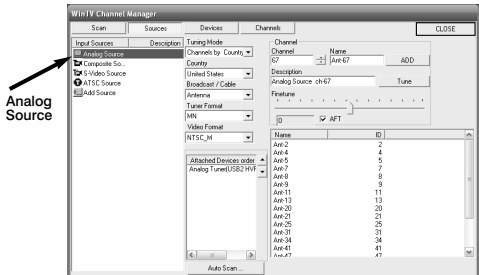 WinTV Channel Manager
Scan Sources Devices Channels CLOSE
Input Sources Description
Analog Source
Composite So...
S-Video Source
ATSC Source
Add Source
Analog
Source
Tuning Mode
Channels by Country
Country
United States
Broadcast / Cable
Antenna
Tuner Format
MN
Video Format
NTSC_M
Attached Devices order
Analog Tuner(USB2 HVF
Auto Scan ...
Channel
Channel Name
67 Ant-67 ADD
Description
Analog Source ch-67 Tune
Finetune
0 AFT
Name ID
Ant-2 2
Ant-4 4
Ant-5 5
Ant-7 7
Ant-8 8
Ant-9 9
Ant-11 11
Ant-13 13
Ant-20 20
Ant-21 21
Ant-25 25
Ant-31 31
Ant-34 34
Ant-41 41
Ant-47 47